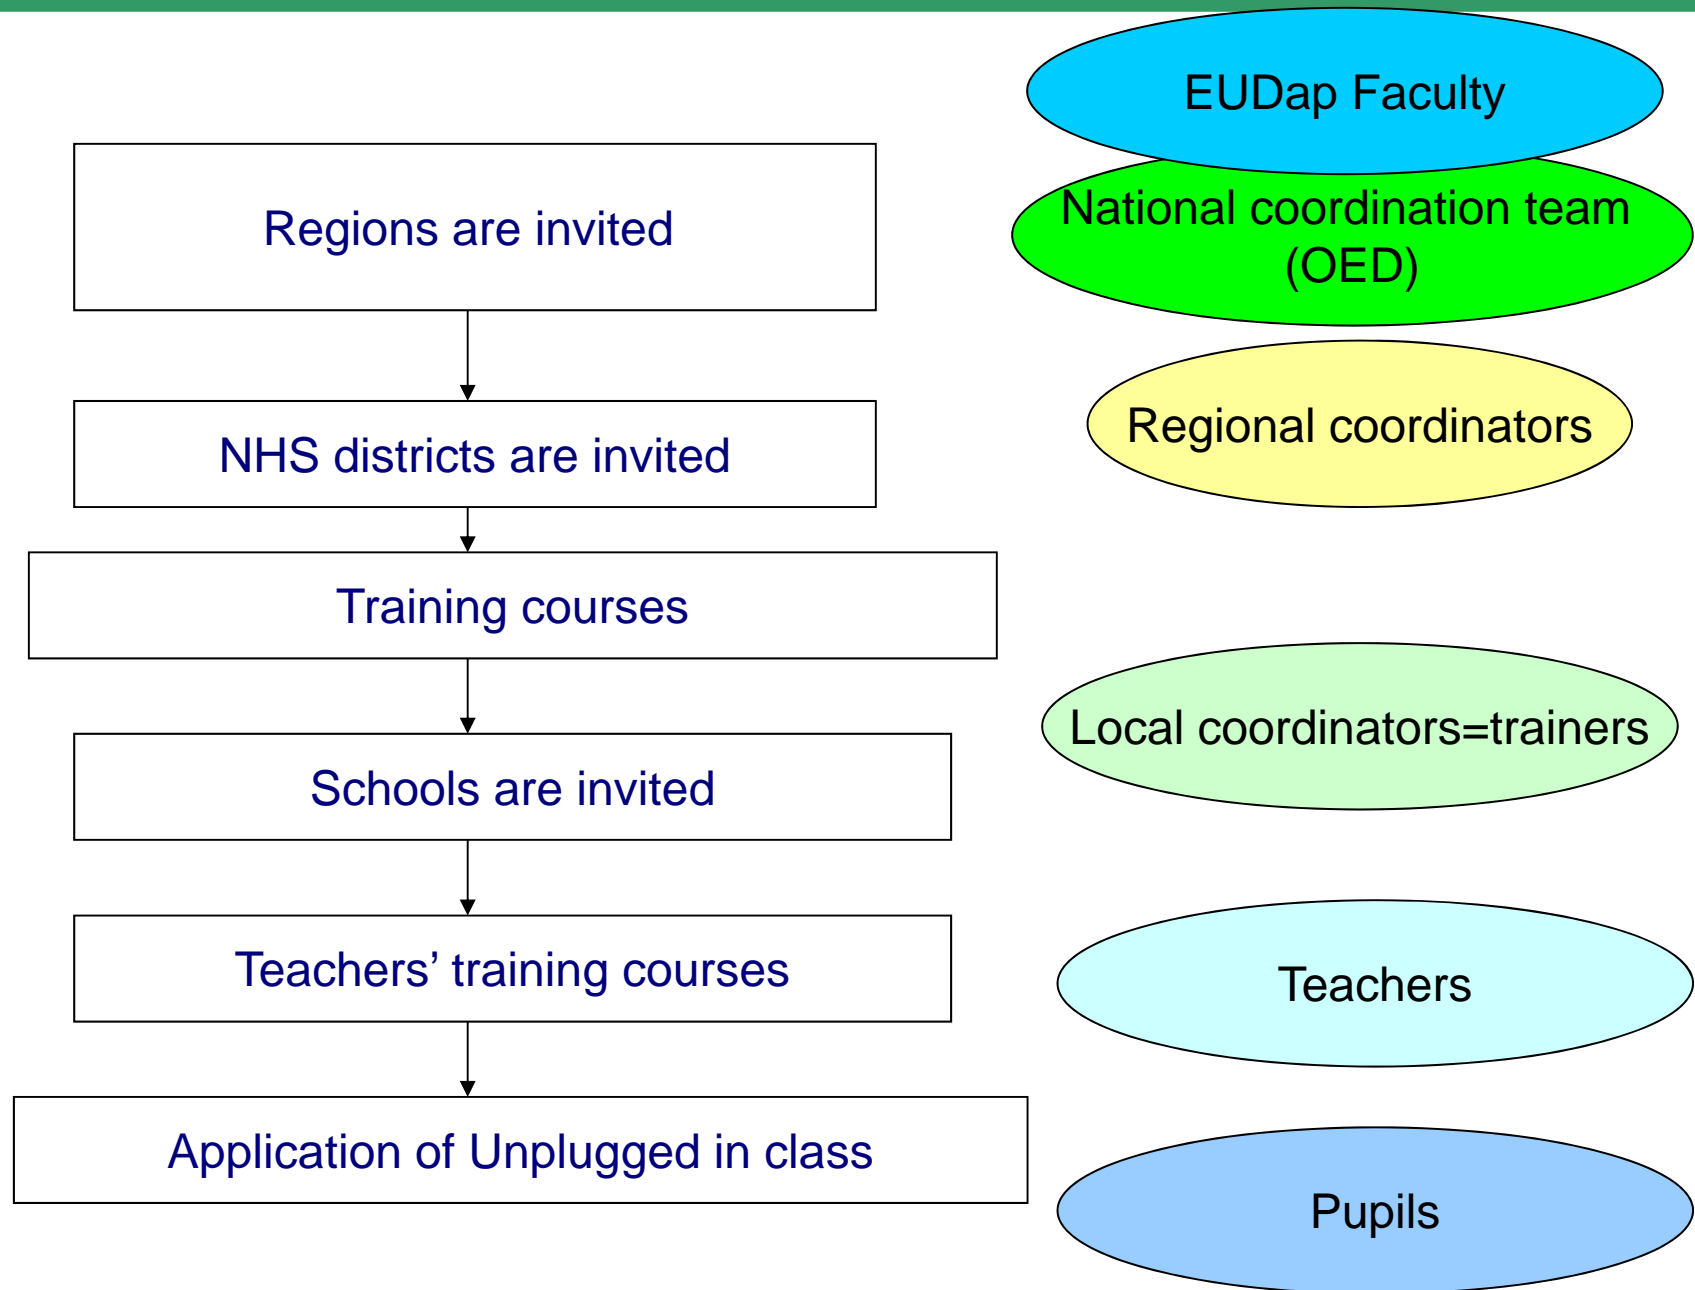 EUDap Faculty
Regions are invited
National coordination team
(OED)
NHS districts are invited
Regional coordinators
Training courses
Local coordinators=trainers
Schools are invited
Teachers’ training courses
Teachers
Application of Unplugged in class
Pupils